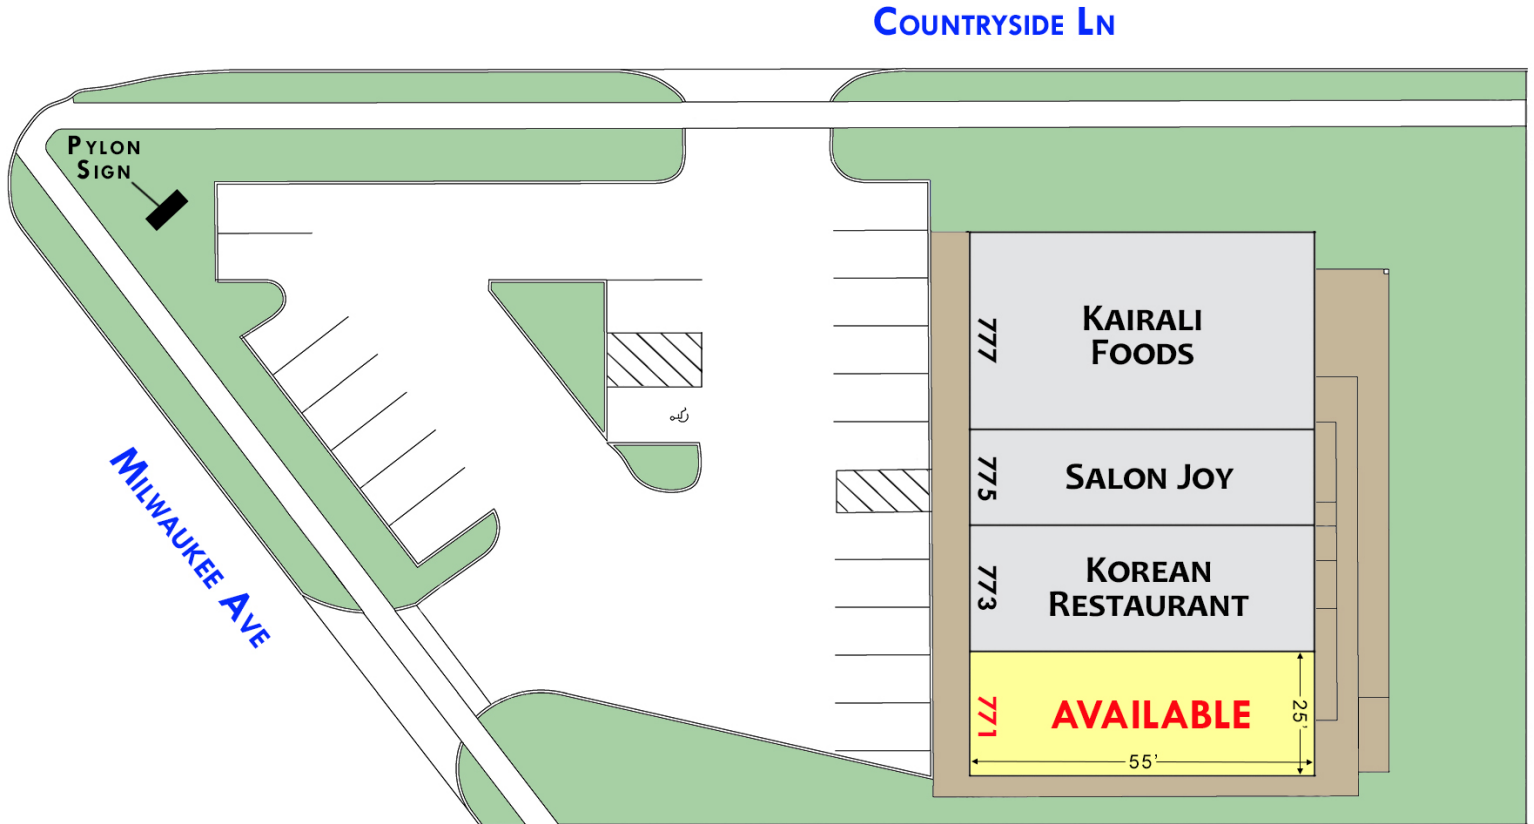 COUNTRYSIDE LN
PYLON
SIGN
MILWAUKEE AVE
777
KAIRALI
FOODS
775
SALON JOY
773
KOREAN
RESTAURANT
771
AVAILABLE
25'
55'